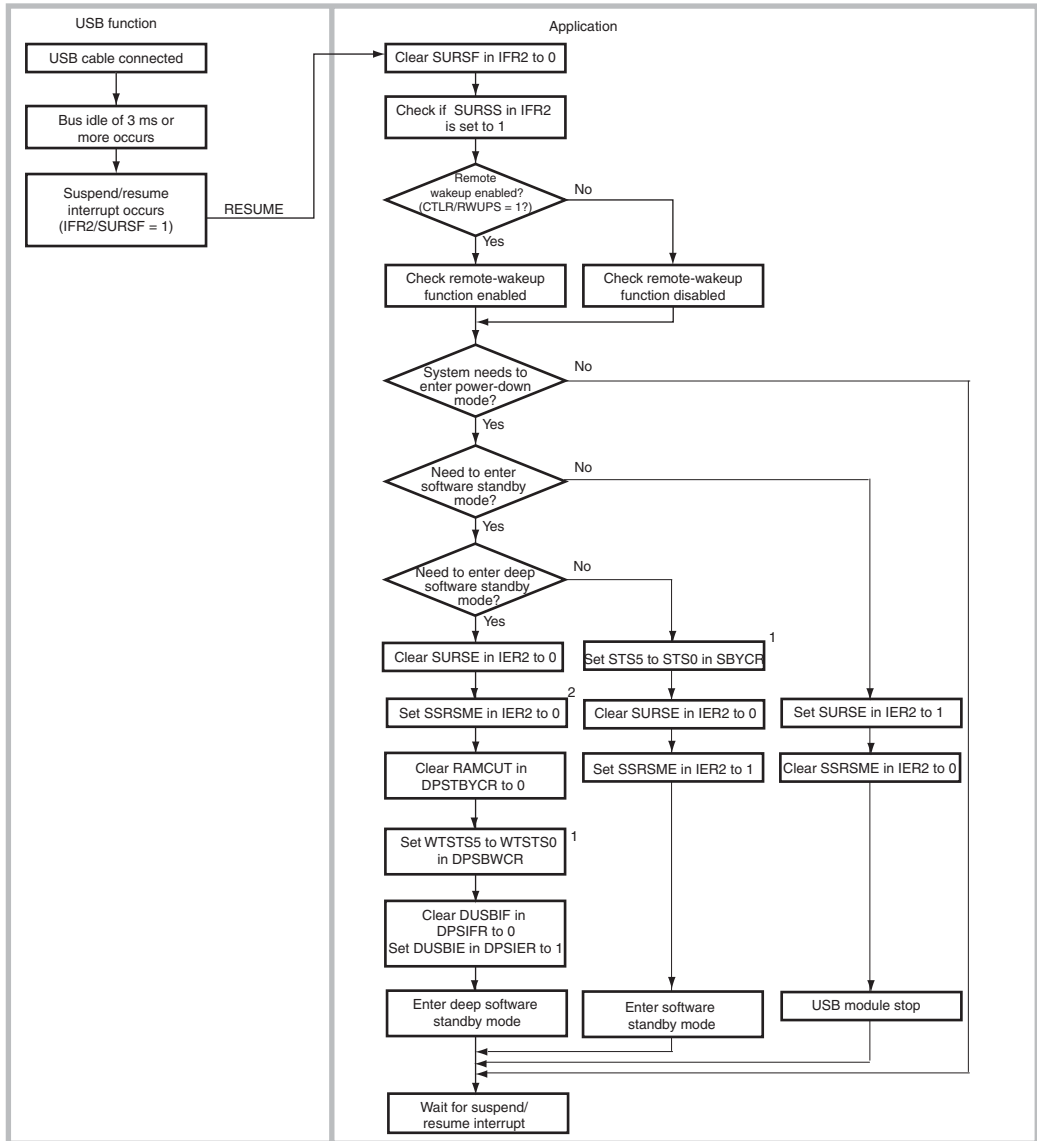 USB function
Application
USB cable connected
Bus idle of 3 ms or
more occurs
Suspend/resume
interrupt occurs
(IFR2/SURSF = 1)
RESUME
Clear SURSF in IFR2 to 0
Check if SURSS in IFR2
is set to 1
Remote
wakeup enabled?
(CTLR/RWUPS = 1?)
No
Yes
Check remote-wakeup
function enabled
Check remote-wakeup
function disabled
System needs to
enter power-down
mode?
No
Yes
Need to enter
software standby
mode?
No
Yes
Need to enter deep
software standby
mode?
No
Yes
Clear SURSE in IER2 to 0
Set STS5 to STS0 in SBYCR
1
Set SSRSME in IER2 to 0
2
Clear SURSE in IER2 to 0
Set SURSE in IER2 to 1
Clear RAMCUT in
DPSTBYCR to 0
Set SSRSME in IER2 to 1
Clear SSRSME in IER2 to 0
Set WTSTS5 to WTSTS0
in DPSBWCR
1
Clear DUSBIF in
DPSIFR to 0
Set DUSBIE in DPSIER to 1
Enter deep software
standby mode
Enter software
standby mode
USB module stop
Wait for suspend/
resume interrupt